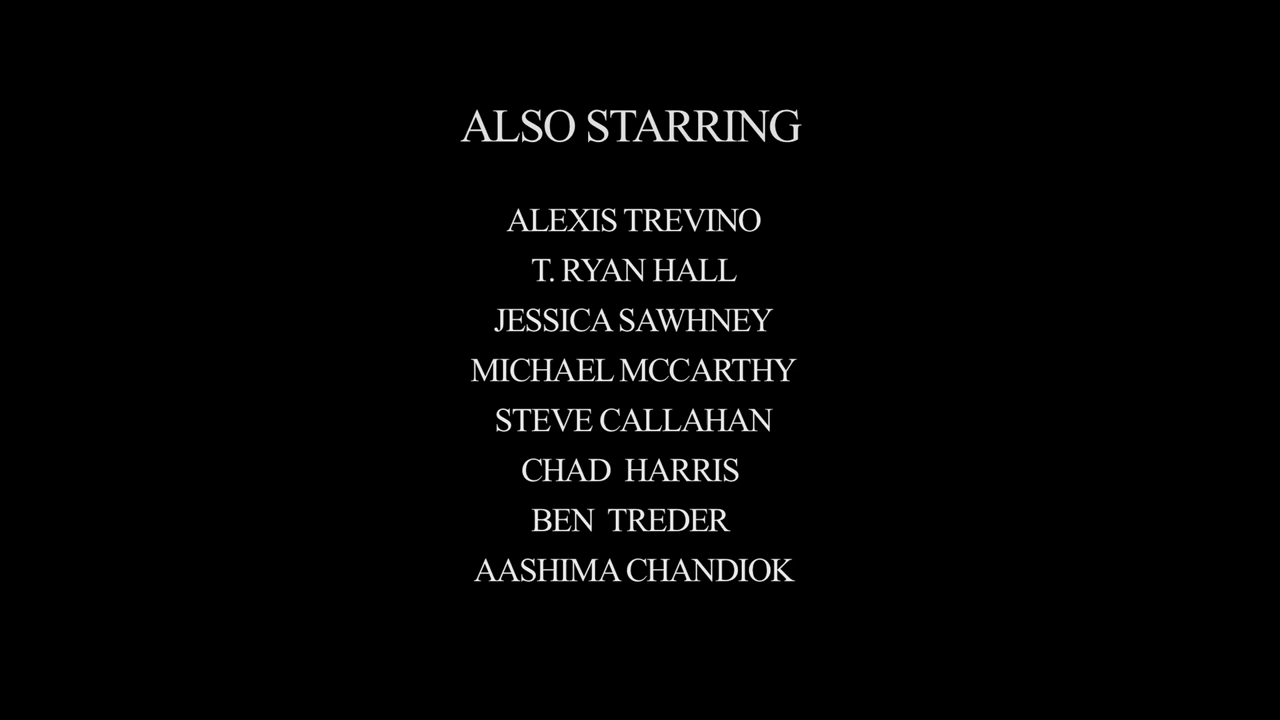 ALSO STARRING
ALEXIS TREVINO
T. RYAN HALL
JESSICA SAWHNEY
MICHAEL MCCARTHY
STEVE CALLAHAN
CHAD  HARRIS
BEN  TREDER
AASHIMA CHANDIOK